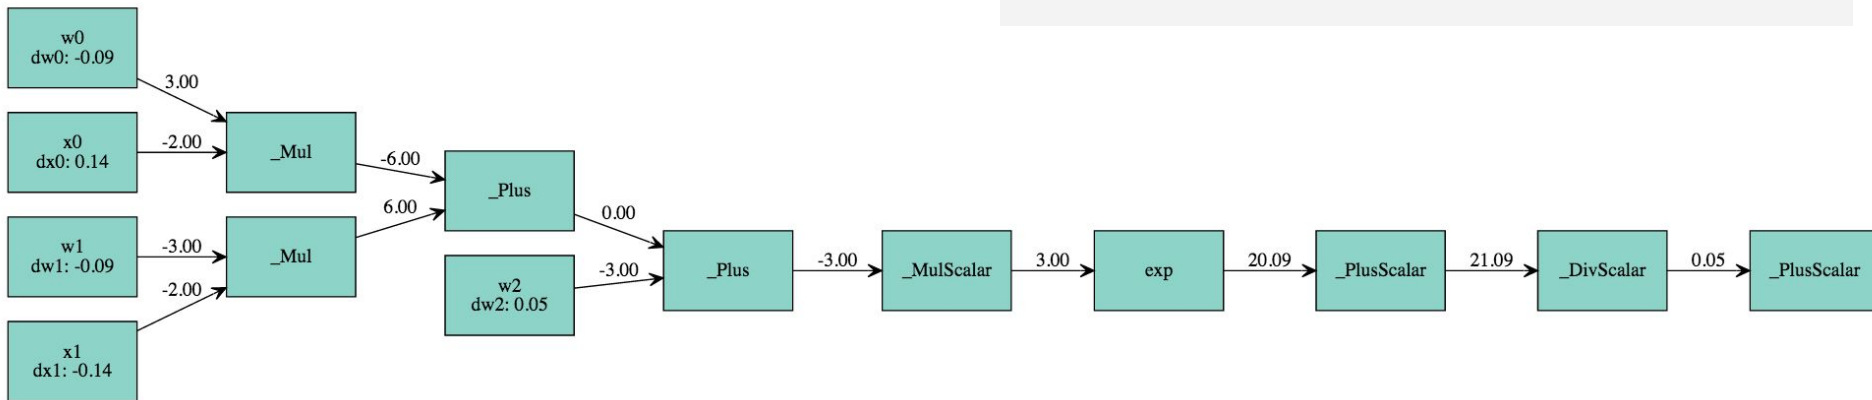 w0
dw0: -0.09
3.00
x0
dx0: 0.14
-2.00
_Mul
-6.00
w1
dw1: -0.09
-3.00
_Mul
6.00
x1
dx1: -0.14
-2.00
_Plus
0.00
w2
dw2: 0.05
-3.00
_Plus
-3.00
_MulScalar
3.00
exp
20.09
_PlusScalar
21.09
_DivScalar
0.05
_PlusScalar